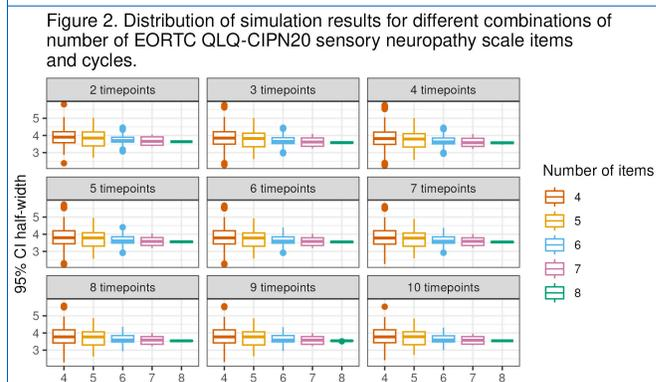 Figure 2. Distribution of simulation results for different combinations of
number of EORTC QLQ-CIPN20 sensory neuropathy scale items
and cycles.
2 timepoints 3 timepoints 4 timepoints
5
4
3
5 timepoints 6 timepoints 7 timepoints
5
4
3
8 timepoints 9 timepoints 10 timepoints
5
4
3
4 5 6 7 8 4 5 6 7 8 4 5 6 7 8
95% CI half-width
Number of items
4
5
6
7
8